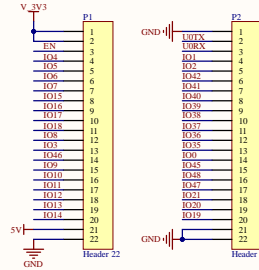 V_3V3
P1
1
2
EN 3
IO4 4
IO5 5
IO6 6
IO7 7
IO15 8
IO16 9
IO17 10
IO18 11
IO8 12
IO3 13
IO46 14
IO9 15
IO10 16
IO11 17
IO12 18
IO13 19
IO14 20
5V 21
22
GND
Header 22
P2
GND 1
U0TX 2
U0RX 3
IO1 4
IO2 5
IO42 6
IO41 7
IO40 8
IO39 9
IO38 10
IO37 11
IO36 12
IO35 13
IO0 14
IO45 15
IO48 16
IO47 17
IO21 18
IO20 19
IO19 20
21
GND 22
Header 22